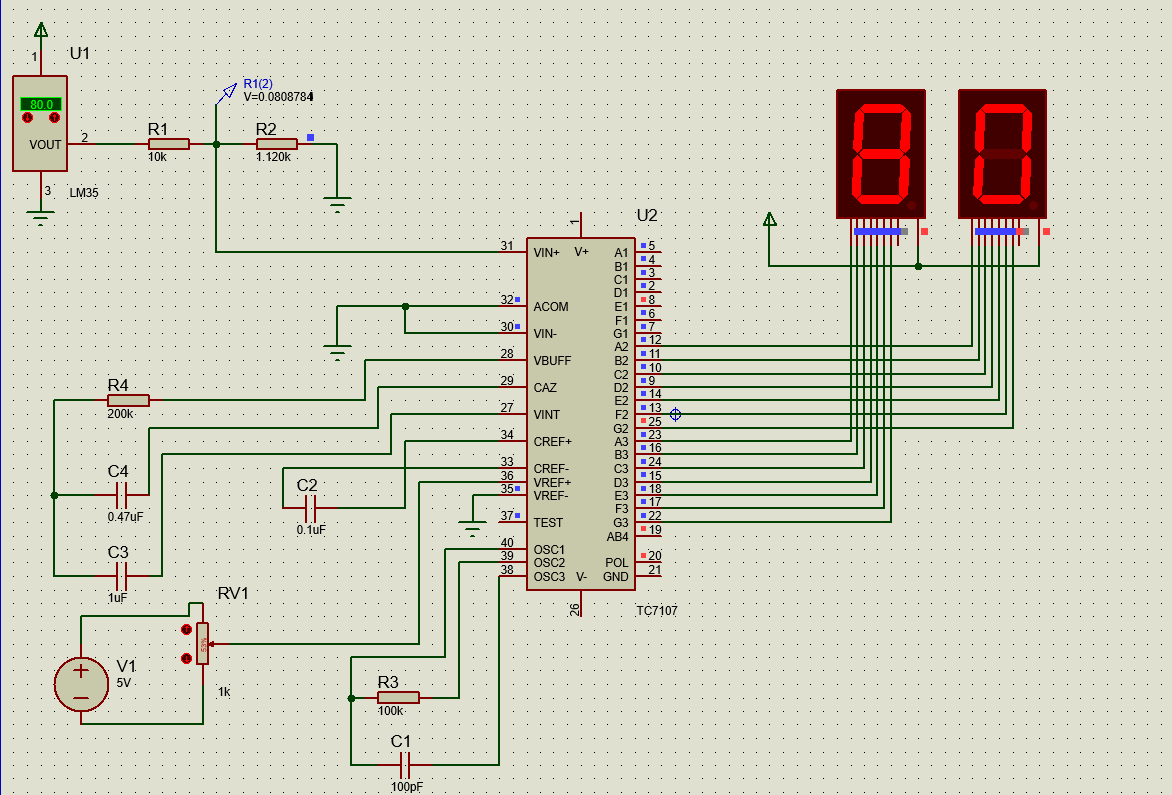 U1
1
80.0
VOUT
2
3
LM35
R1
10k
R1(2)
V=0.0808784
R2
1.120k
U2
1
V+
31 VIN+
32 ACOM
30 VIN-
28 VBUFF
29 CAZ
27 VINT
34 CREF+
33 CREF-
36 VREF+
35 VREF-
37 TEST
40 OSC1
39 OSC2
38 OSC3
V-
26
A1 5
B1 4
C1 3
D1 2
E1 8
F1 6
G1 7
A2 12
B2 11
C2 10
D2 9
E2 14
F2 13
G2 25
A3 23
B3 16
C3 24
D3 15
E3 18
F3 17
G3 22
AB4 19
POL 20
GND 21
TC7107
8 0
R4
200k
C4
0.47uF
C3
1uF
C2
0.1uF
RV1
53%
1k
V1
5V
R3
100k
C1
100pF